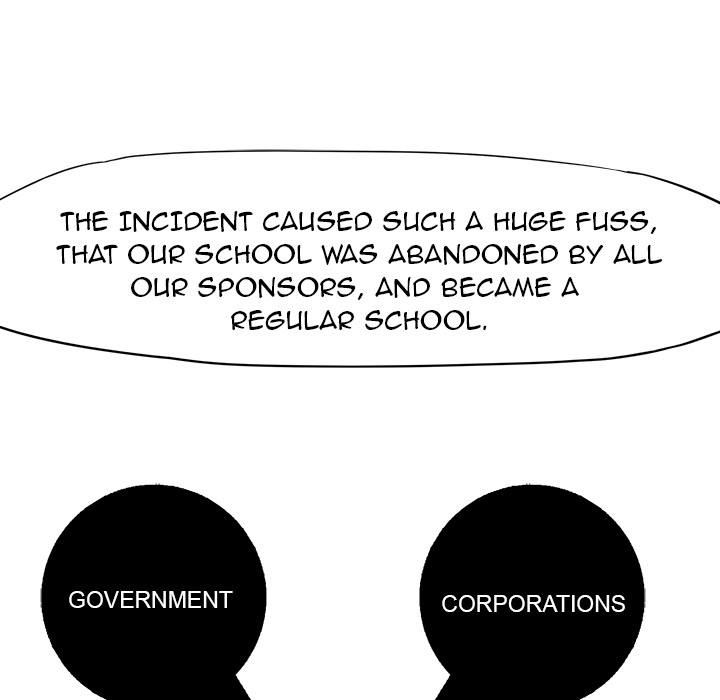 THE INCIDENT CAUSED SUCH A HUGE FUSS,
THAT OUR SCHOOL WAS ABANDONED BY ALL
OUR SPONSORS, AND BECAME A
REGULAR SCHOOL.
GOVERNMENT
CORPORATIONS